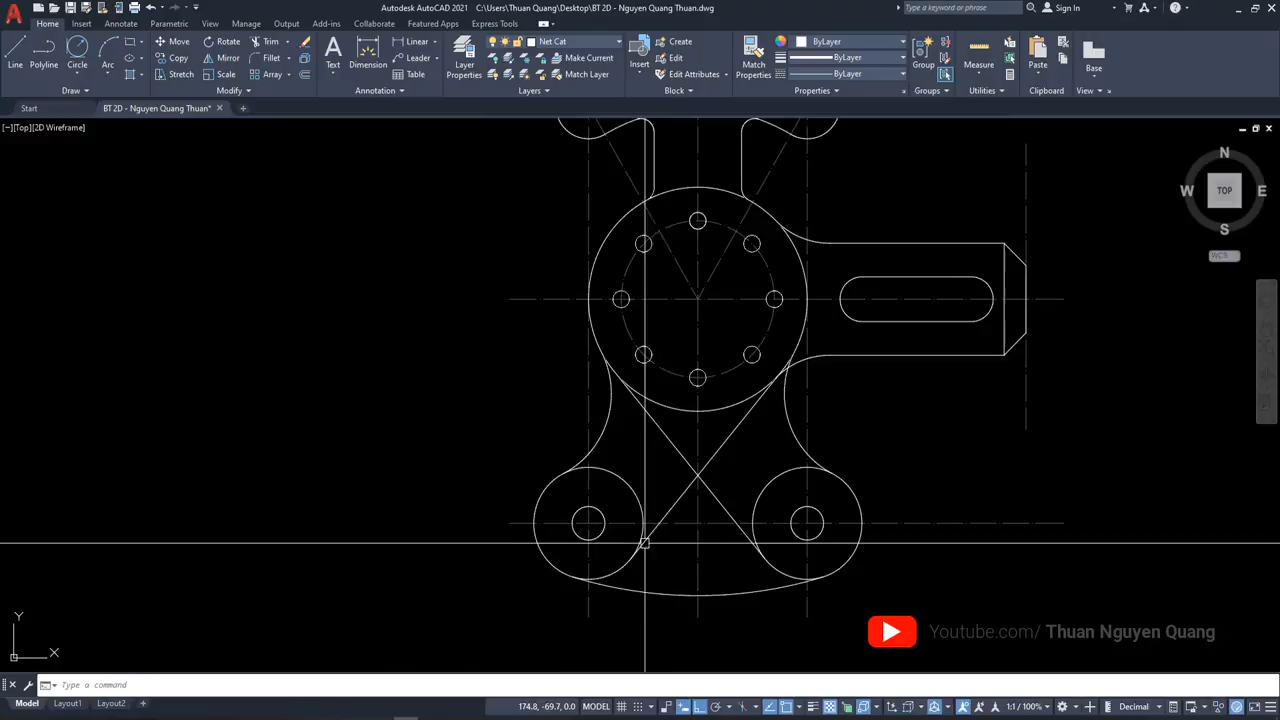 Autodesk AutoCAD 2021 C:\Users\Thuan Quang\Desktop\BT 2D - Nguyen Quang Thuan.dwg
Type a keyword or phrase
Sign In
Home Insert Annotate Parametric View Manage Output Add-ins Collaborate Featured Apps Express Tools
Line Polyline Circle Arc
Move Rotate Trim
Copy Mirror Fillet
Stretch Scale Array
Text Dimension
Linear
Leader
Table
Layer Properties
Net Cat
Make Current
Match Layer
Insert
Create
Edit
Edit Attributes
Match Properties
ByLayer
ByLayer
ByLayer
Group
Measure
Paste
Base
Draw Modify Annotation Layers Block Properties Groups Utilities Clipboard View
Start BT 2D - Nguyen Quang Thuan*
[−][Top][2D Wireframe]
N
W TOP E
S
WCS
Youtube.com/ Thuan Nguyen Quang
Y
X
Type a command
Model Layout1 Layout2
174.8, -69.7, 0.0 MODEL
1:1 / 100%
Decimal